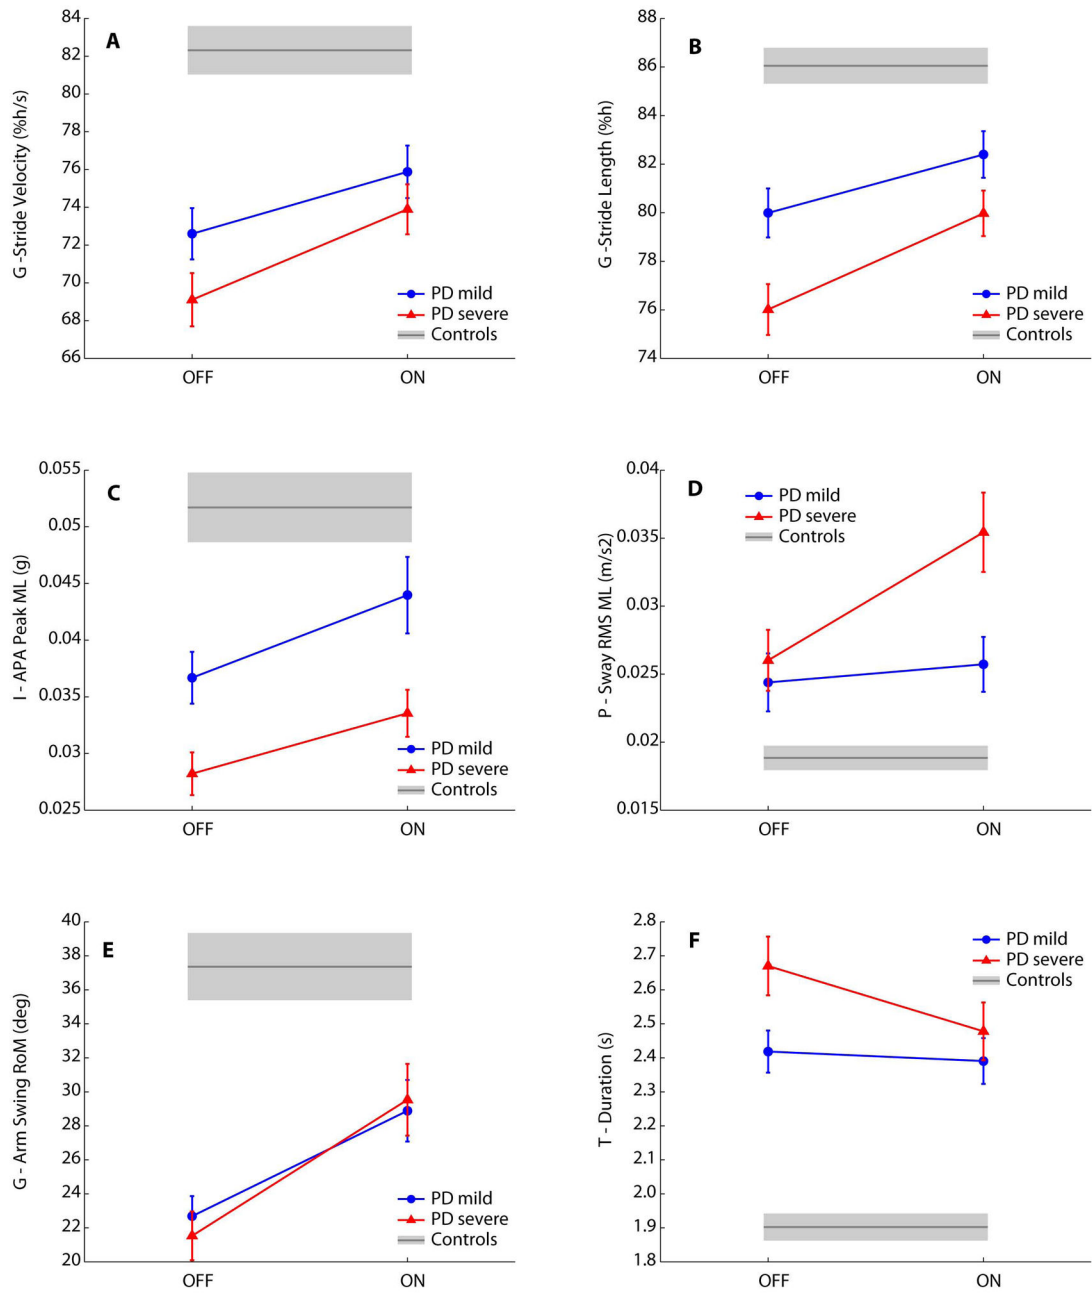 A
G -Stride Velocity (%h/s)
84
82
80
78
76
74
72
70
68
66
OFF
ON
PD mild
PD severe
Controls
B
G -Stride Length (%h)
88
86
84
82
80
78
76
74
OFF
ON
PD mild
PD severe
Controls
C
I - APA Peak ML (g)
0.055
0.05
0.045
0.04
0.035
0.03
0.025
OFF
ON
PD mild
PD severe
Controls
D
P - Sway RMS ML (m/s2)
0.04
0.035
0.03
0.025
0.02
0.015
OFF
ON
PD mild
PD severe
Controls
E
G - Arm Swing RoM (deg)
40
38
36
34
32
30
28
26
24
22
20
OFF
ON
PD mild
PD severe
Controls
F
T - Duration (s)
2.8
2.7
2.6
2.5
2.4
2.3
2.2
2.1
2.0
1.9
1.8
OFF
ON
PD mild
PD severe
Controls